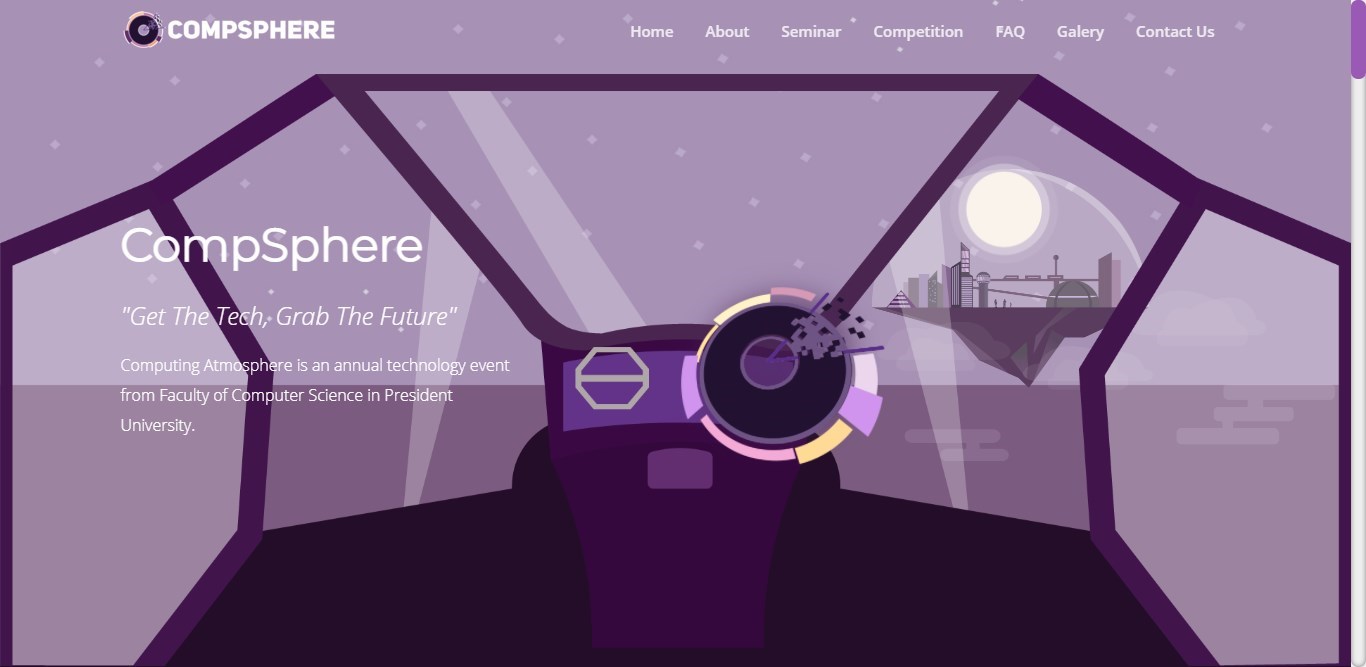 COMPSPHERE
Home About Seminar Competition FAQ Galery Contact Us
CompSphere
"Get The Tech, Grab The Future"
Computing Atmosphere is an annual technology event
from Faculty of Computer Science in President
University.